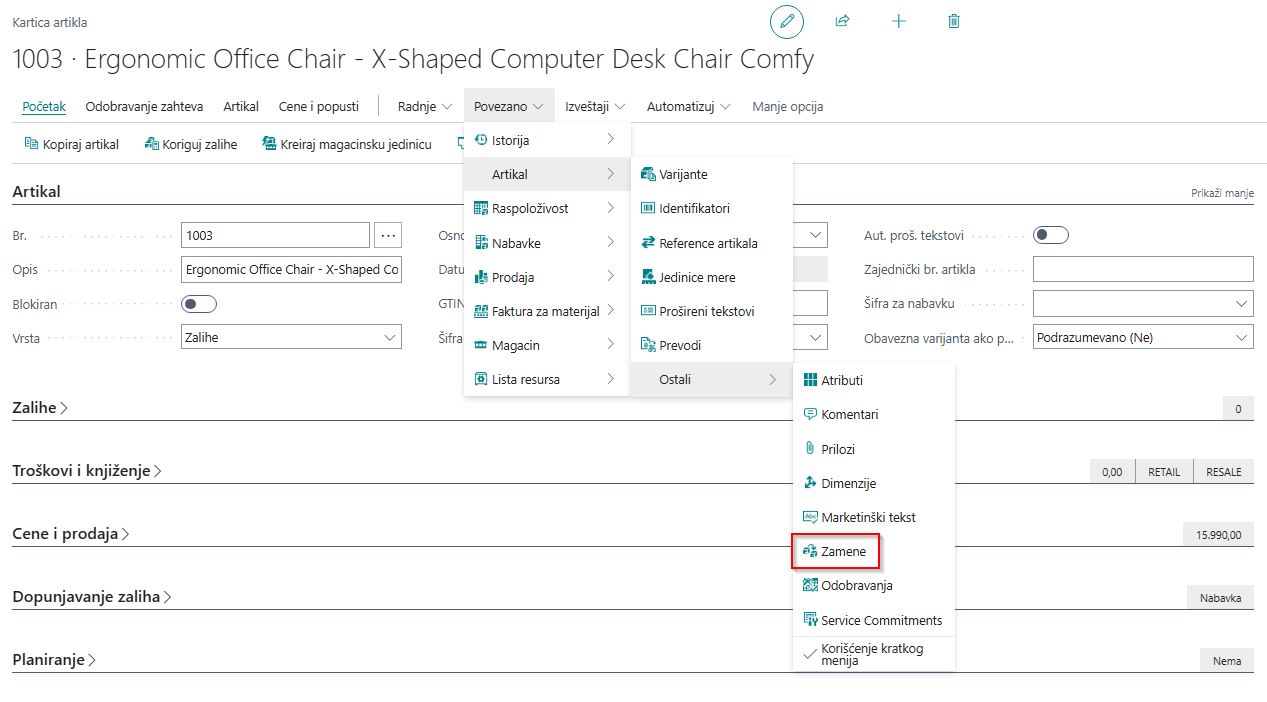 Kartica artikla
1003 · Ergonomic Office Chair - X-Shaped Computer Desk Chair Comfy
Početak Odobravanje zahteva Artikal Cene i popusti Radnje Povezano Izveštaji Automatizuj Manje opcija
Kopiraj artikal Koriguj zalihe Kreiraj magacinsku jedinicu
Istorija
Artikal
Raspoloživost
Nabavke
Prodaja
Faktura za materijal
Magacin
Lista resursa
Varijante
Identifikatori
Reference artikala
Jedinice mere
Prošireni tekstovi
Prevodi
Ostali
Atributi
Komentari
Prilozi
Dimenzije
Marketinški tekst
Zamene
Odobravanja
Service Commitments
Korišćenje kratkog
menija
Artikal Prikaži manje
Br. 1003 ...
Opis Ergonomic Office Chair - X-Shaped Co
Blokiran
Vrsta Zalihe
Osno
Datu
GTIN
Šifra
Aut. proš. tekstovi
Zajednički br. artikla
Šifra za nabavku
Obavezna varijanta ako p... Podrazumevano (Ne)
Zalihe 0
Troškovi i knjiženje 0,00 RETAIL RESALE
Cene i prodaja 15.990,00
Dopunjavanje zaliha Nabavka
Planiranje Nema